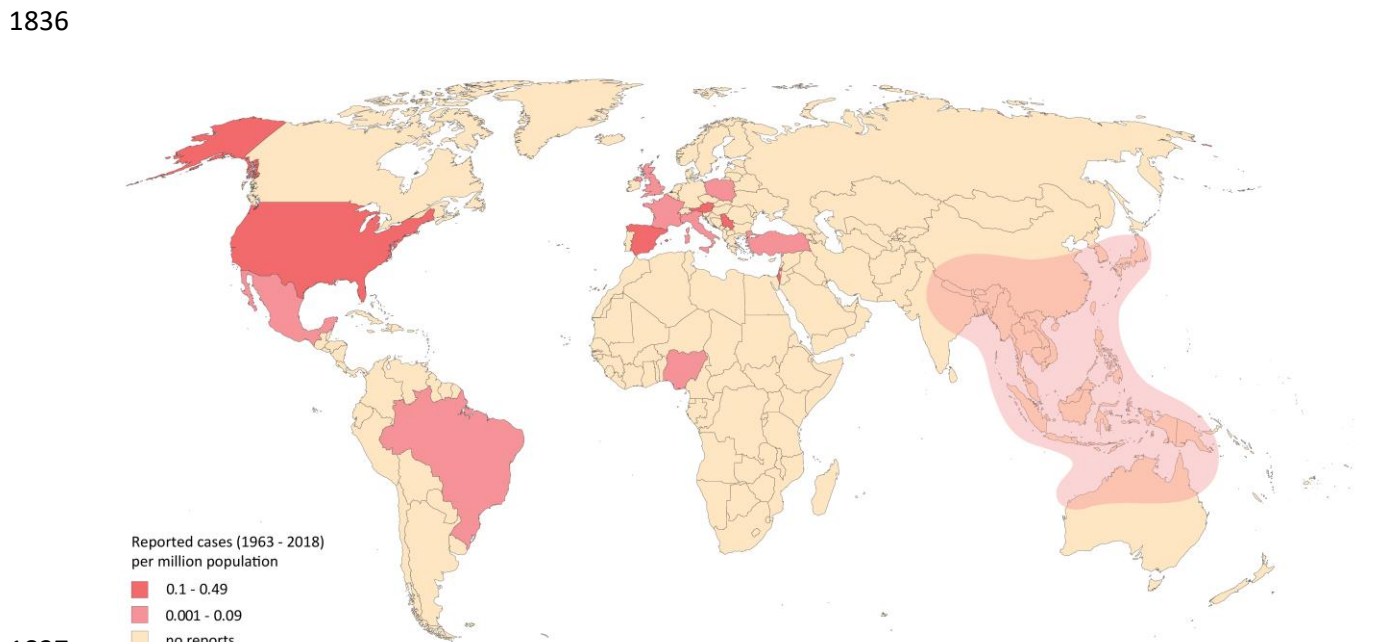 1836
Reported cases (1963 - 2018)
per million population
0.1 - 0.49
0.001 - 0.09
no reports